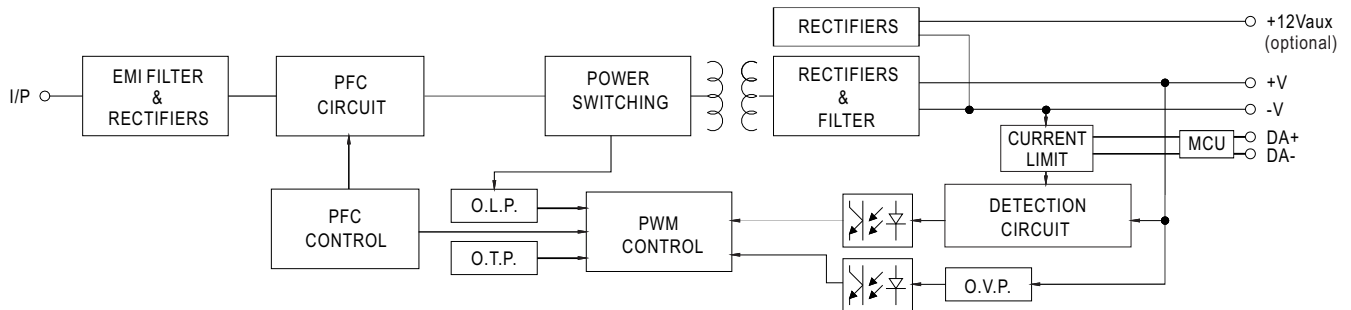 RECTIFIERS
+12Vaux
(optional)
I/P
EMI FILTER
&
RECTIFIERS
PFC
CIRCUIT
POWER
SWITCHING
RECTIFIERS
&
FILTER
+V
-V
CURRENT
LIMIT
MCU
DA+
DA-
PFC
CONTROL
O.L.P.
O.T.P.
PWM
CONTROL
DETECTION
CIRCUIT
O.V.P.